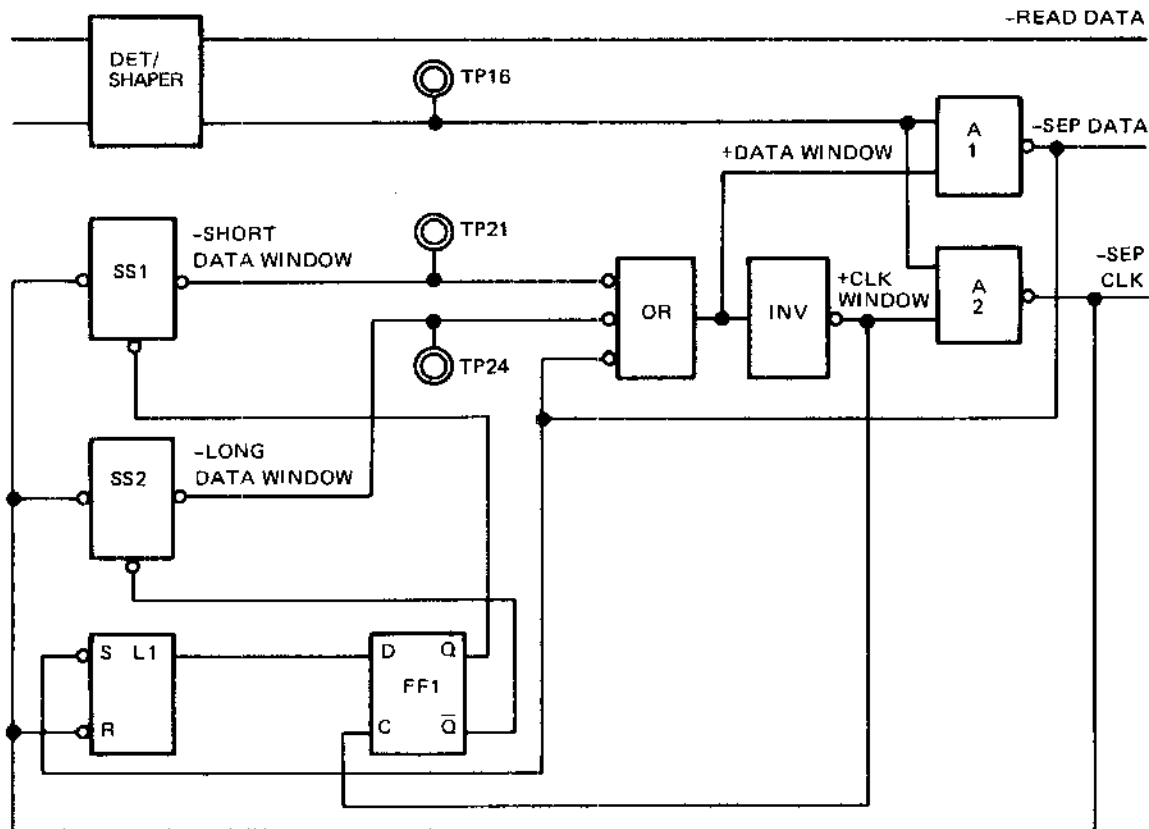 -READ DATA
DET/
SHAPER
TP16
A
1
-SEP DATA
+DATA WINDOW
SS1
-SHORT
DATA WINDOW
TP21
OR
INV
+CLK
WINDOW
A
2
-SEP
CLK
TP24
SS2
-LONG
DATA WINDOW
S L1
R
D Q
FF1
C Q̅